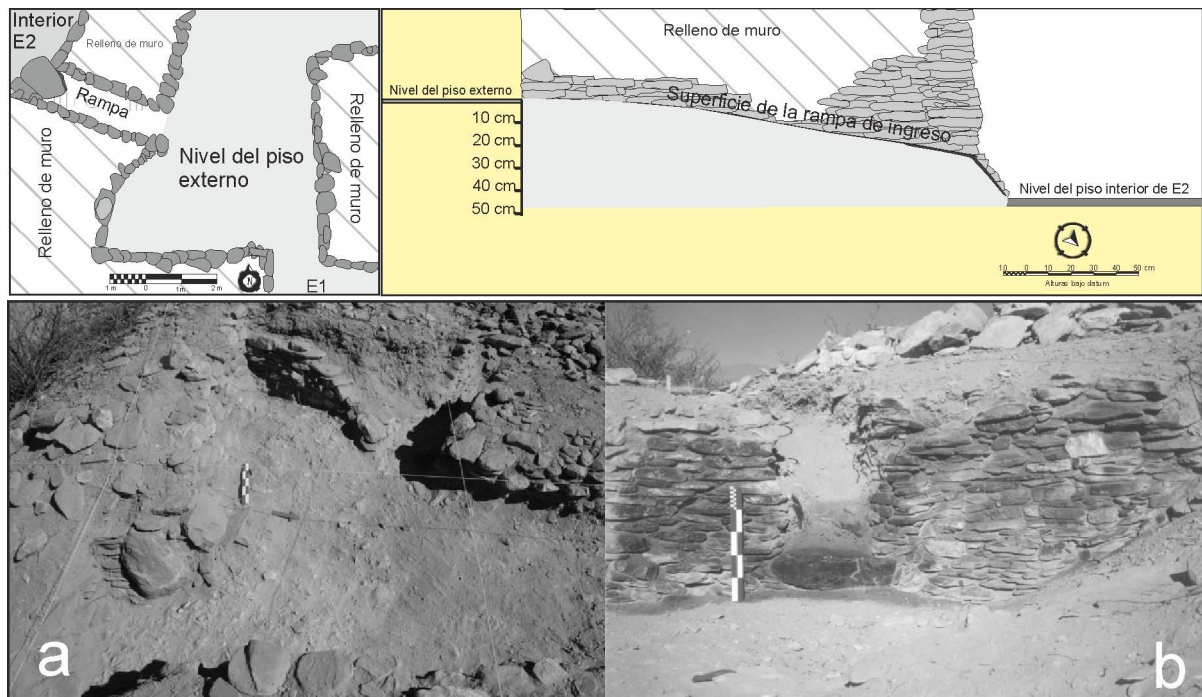 Interior
E2
Relleno de muro
Rampa
Relleno de muro
Nivel del piso
externo
Relleno de muro
1 m 0 1m 2 m
N
E1
Relleno de muro
Nivel del piso externo
Superficie de la rampa de ingreso
10 cm
20 cm
30 cm
40 cm
50 cm
Nivel del piso interior de E2
10 0 10 20 30 40 50 cm
Alturas bajo datum
a
b